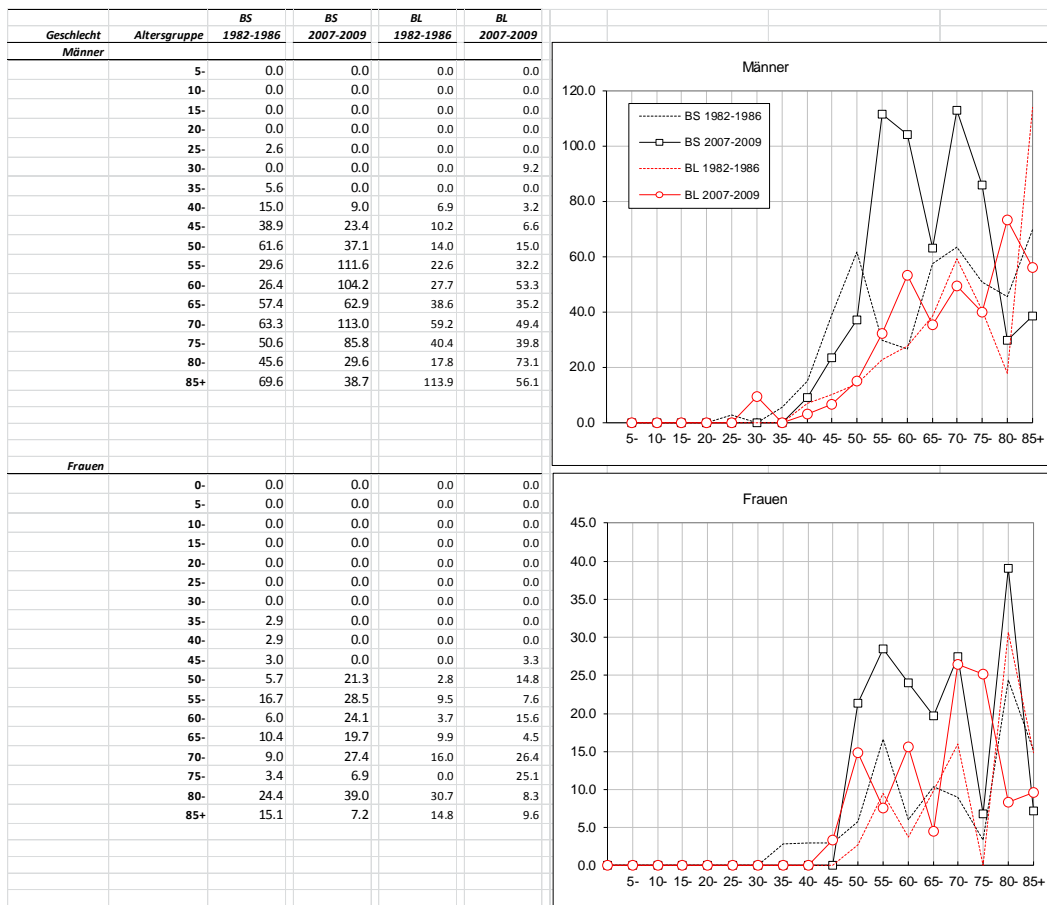 BS BS BL BL
Geschlecht Altersgruppe 1982-1986 2007-2009 1982-1986 2007-2009
Männer
5- 0.0 0.0 0.0 0.0
10- 0.0 0.0 0.0 0.0
15- 0.0 0.0 0.0 0.0
20- 0.0 0.0 0.0 0.0
25- 2.6 0.0 0.0 0.0
30- 0.0 0.0 0.0 9.2
35- 5.6 0.0 0.0 0.0
40- 15.0 9.0 6.9 3.2
45- 38.9 23.4 10.2 6.6
50- 61.6 37.1 14.0 15.0
55- 29.6 111.6 22.6 32.2
60- 26.4 104.2 27.7 53.3
65- 57.4 62.9 38.6 35.2
70- 63.3 113.0 59.2 49.4
75- 50.6 85.8 40.4 39.8
80- 45.6 29.6 17.8 73.1
85+ 69.6 38.7 113.9 56.1
Frauen
0- 0.0 0.0 0.0 0.0
5- 0.0 0.0 0.0 0.0
10- 0.0 0.0 0.0 0.0
15- 0.0 0.0 0.0 0.0
20- 0.0 0.0 0.0 0.0
25- 0.0 0.0 0.0 0.0
30- 0.0 0.0 0.0 0.0
35- 2.9 0.0 0.0 0.0
40- 2.9 0.0 0.0 0.0
45- 3.0 0.0 0.0 3.3
50- 5.7 21.3 2.8 14.8
55- 16.7 28.5 9.5 7.6
60- 6.0 24.1 3.7 15.6
65- 10.4 19.7 9.9 4.5
70- 9.0 27.4 16.0 26.4
75- 3.4 6.9 0.0 25.1
80- 24.4 39.0 30.7 8.3
85+ 15.1 7.2 14.8 9.6
Männer
120.0
100.0
80.0
60.0
40.0
20.0
0.0
BS 1982-1986
BS 2007-2009
BL 1982-1986
BL 2007-2009
5- 10- 15- 20- 25- 30- 35- 40- 45- 50- 55- 60- 65- 70- 75- 80- 85+
Frauen
45.0
40.0
35.0
30.0
25.0
20.0
15.0
10.0
5.0
0.0
5- 10- 15- 20- 25- 30- 35- 40- 45- 50- 55- 60- 65- 70- 75- 80- 85+